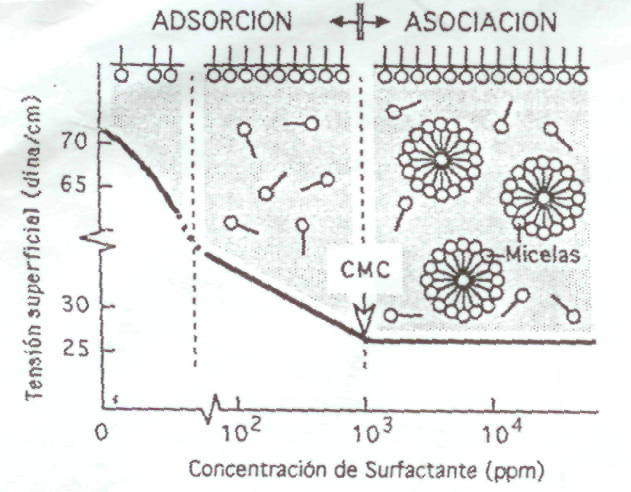 ADSORCION
ASOCIACION
Tensión superficial (dina/cm)
70
65
30
25
CMC
Micelas
0
10²
10³
10⁴
Concentración de Surfactante (ppm)